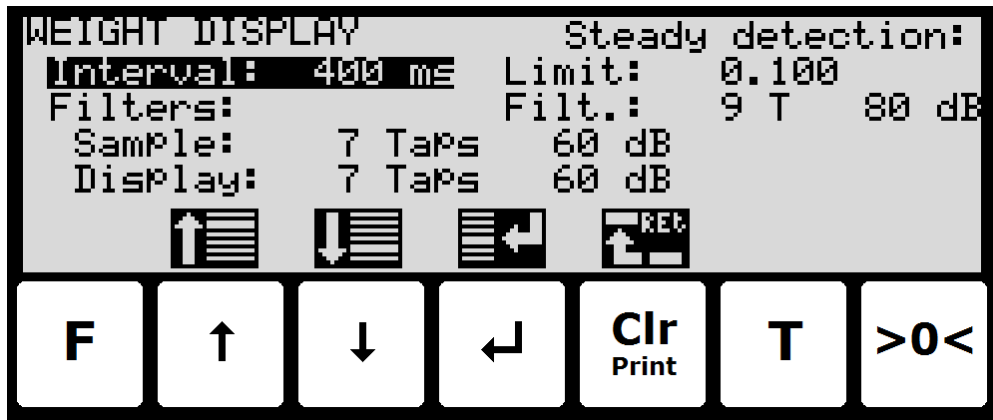 WEIGHT DISPLAY Steady detection:
Interval: 400 ms Limit: 0.100
Filters: Filt.: 9 T 80 dB
Sample: 7 Taps 60 dB
Display: 7 Taps 60 dB
REt
F ↑ ↓ ↵ Clr T >0<
Print